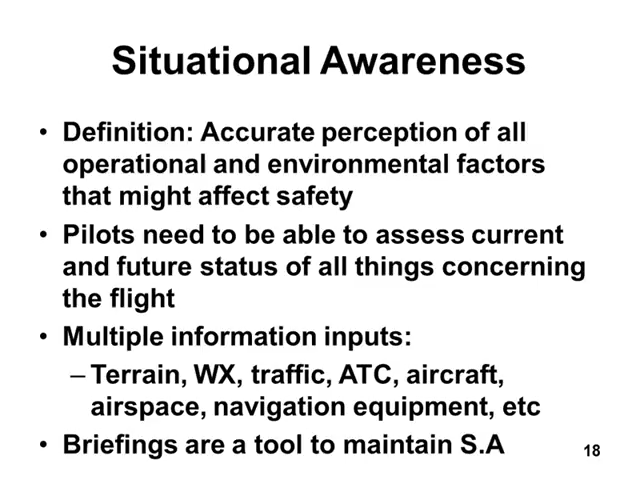 Situational Awareness
• Definition: Accurate perception of all
operational and environmental factors
that might affect safety
• Pilots need to be able to assess current
and future status of all things concerning
the flight
• Multiple information inputs:
– Terrain, WX, traffic, ATC, aircraft,
airspace, navigation equipment, etc
• Briefings are a tool to maintain S.A
18